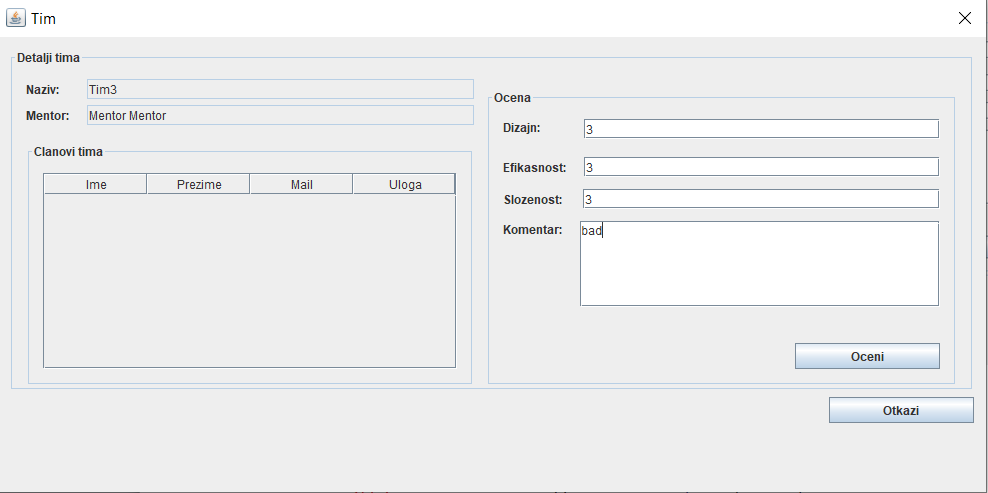 Tim
Detalji tima
Naziv: Tim3
Mentor: Mentor Mentor
Clanovi tima
Ime Prezime Mail Uloga
Ocena
Dizajn: 3
Efikasnost: 3
Slozenost: 3
Komentar: bad
Oceni
Otkazi